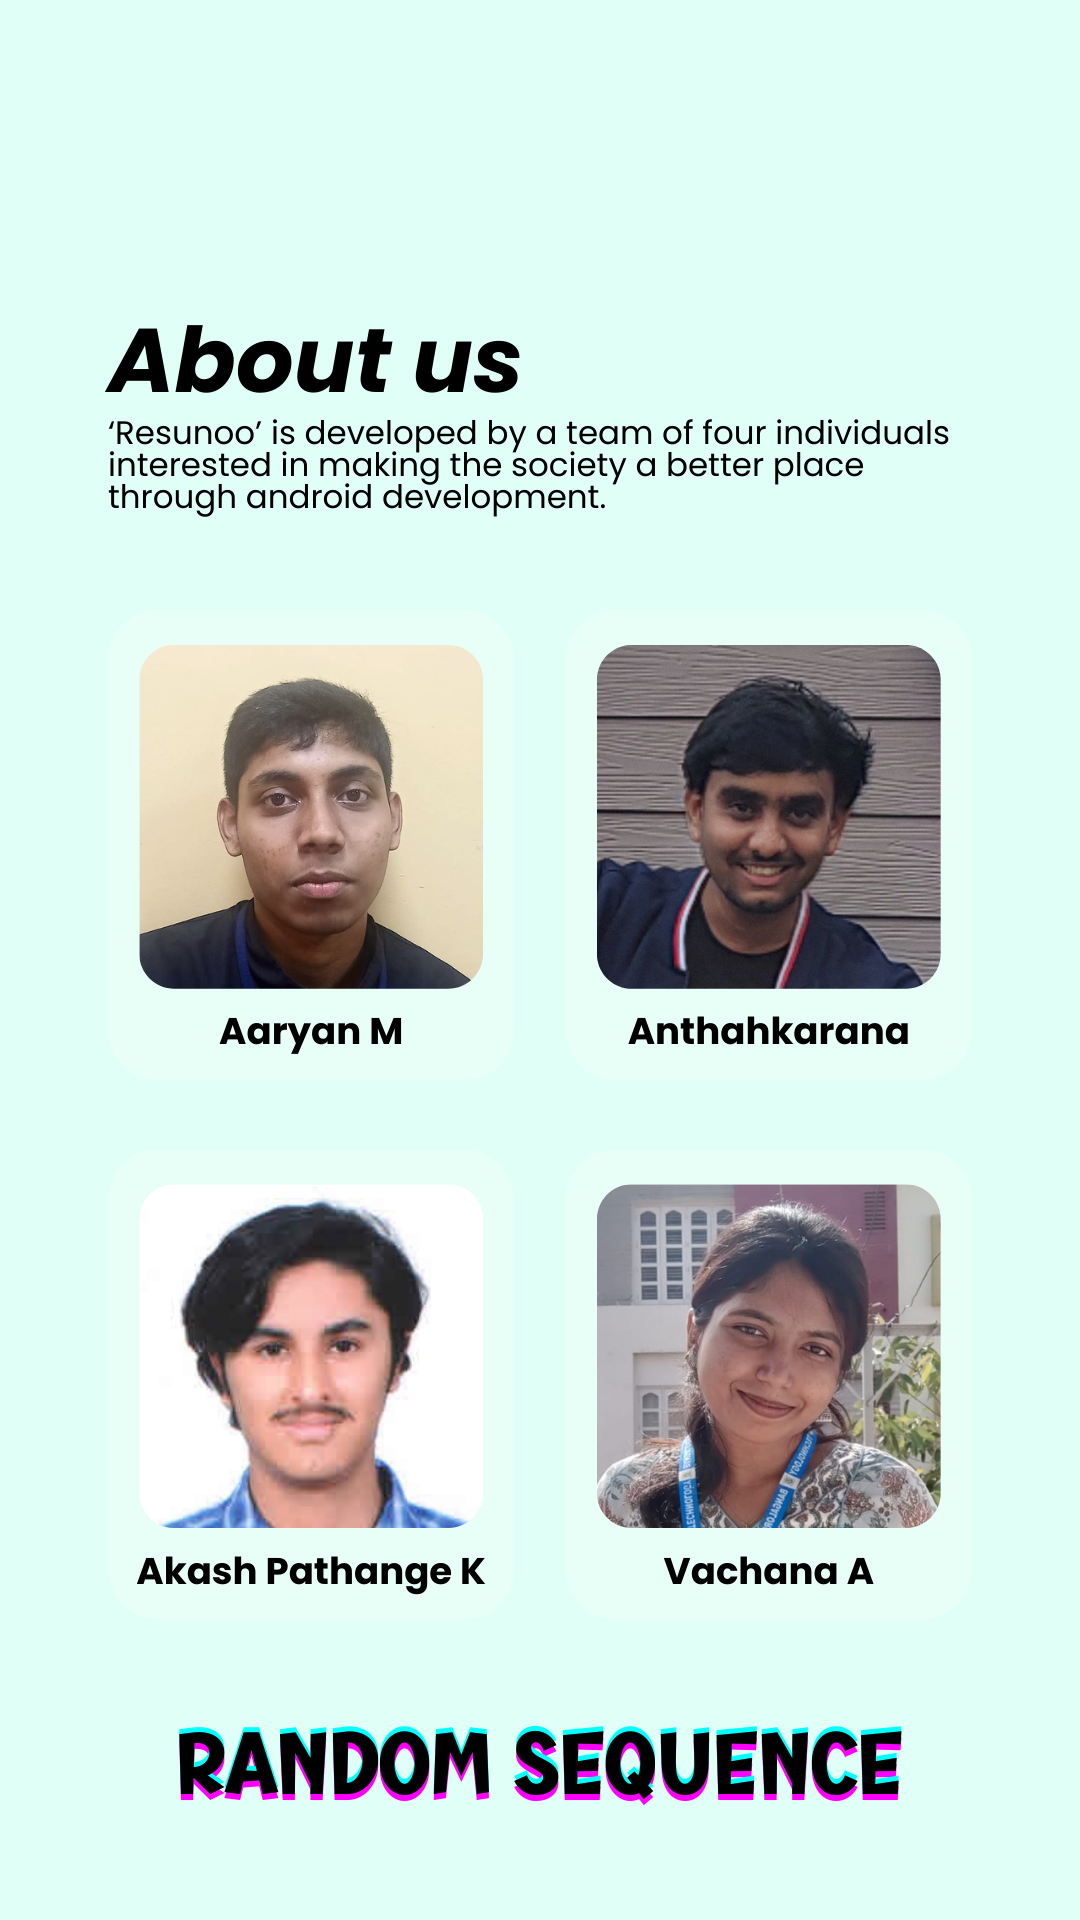 About us
‘Resunoo’ is developed by a team of four individuals
interested in making the society a better place
through android development.
Aaryan M
Anthahkarana
Akash Pathange K
Vachana A
RANDOM SEQUENCE